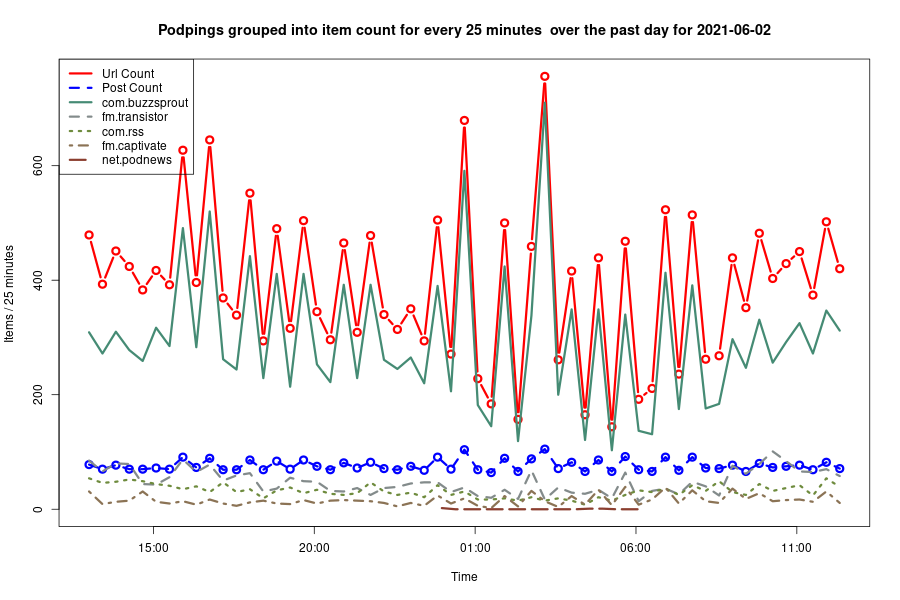 Podpings grouped into item count for every 25 minutes  over the past day for 2021-06-02
Url Count
Post Count
com.buzzsprout
fm.transistor
com.rss
fm.captivate
net.podnews
600
400
200
0
Items / 25 minutes
15:00
20:00
01:00
06:00
11:00
Time